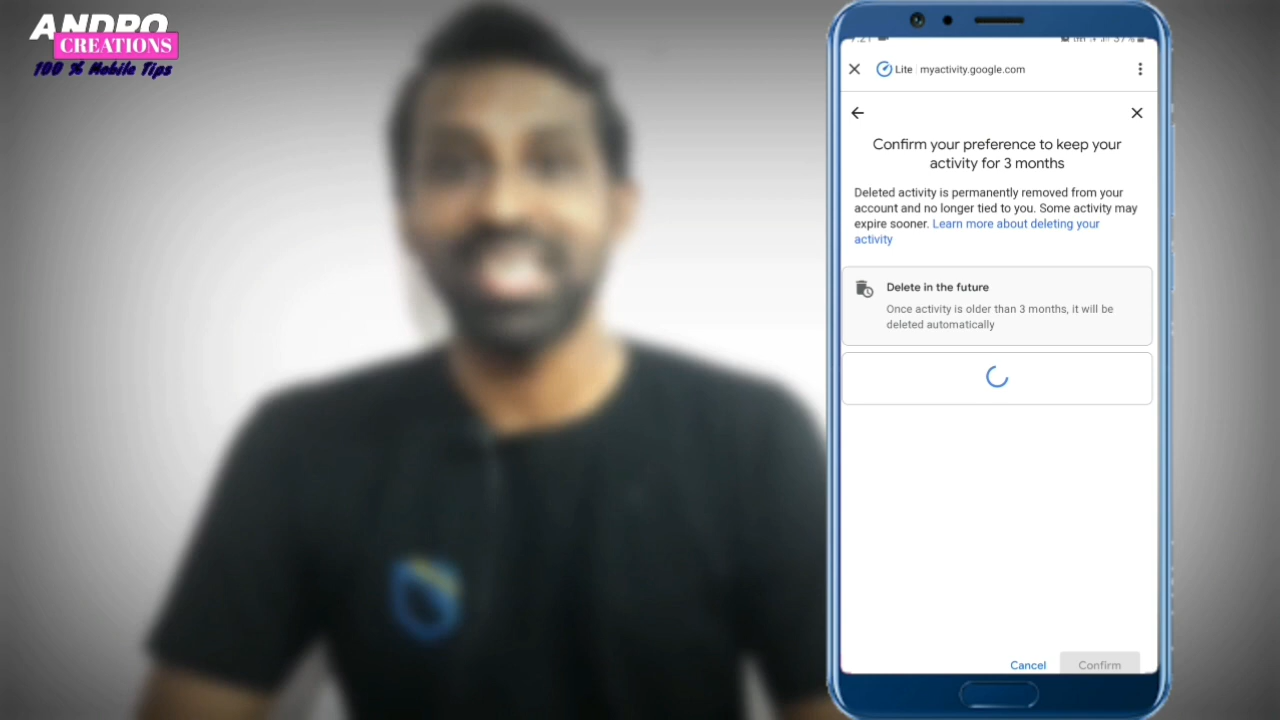 ANDRO
CREATIONS
100 % Mobile Tips
Lite myactivity.google.com
Confirm your preference to keep your
activity for 3 months
Deleted activity is permanently removed from your
account and no longer tied to you. Some activity may
expire sooner. Learn more about deleting your
activity
Delete in the future
Once activity is older than 3 months, it will be
deleted automatically
Cancel
Confirm